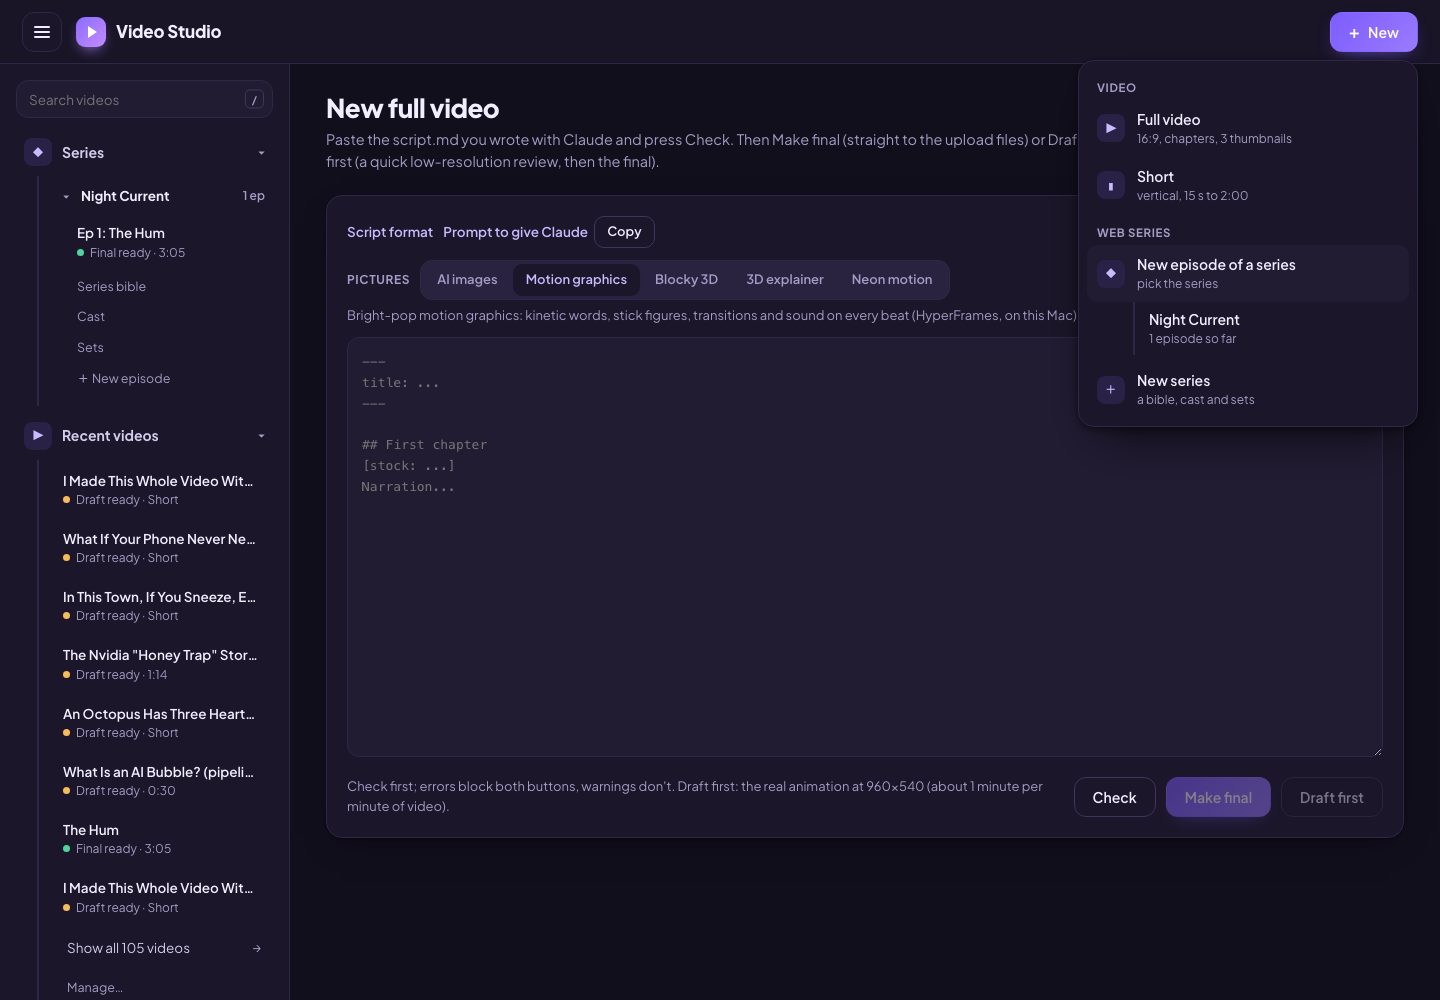 Video Studio
+ New
Search videos
/
Series
Night Current
1 ep
Ep 1: The Hum
Final ready · 3:05
Series bible
Cast
Sets
+ New episode
Recent videos
I Made This Whole Video Wit...
Draft ready · Short
What If Your Phone Never Ne...
Draft ready · Short
In This Town, If You Sneeze, E...
Draft ready · Short
The Nvidia "Honey Trap" Stor...
Draft ready · 1:14
An Octopus Has Three Heart...
Draft ready · Short
What Is an AI Bubble? (pipeli...
Draft ready · 0:30
The Hum
Final ready · 3:05
I Made This Whole Video Wit...
Draft ready · Short
Show all 105 videos →
Manage...
New full video
Paste the script.md you wrote with Claude and press Check. Then Make final (straight to the upload files) or Draf
first (a quick low-resolution review, then the final).
Script format Prompt to give Claude Copy
PICTURES AI images Motion graphics Blocky 3D 3D explainer Neon motion
Bright-pop motion graphics: kinetic words, stick figures, transitions and sound on every beat (HyperFrames, on this Mac)
---
title: ...
---
## First chapter
[stock: ...]
Narration...
Check first; errors block both buttons, warnings don't. Draft first: the real animation at 960×540 (about 1 minute per
minute of video).
Check
Make final
Draft first
VIDEO
Full video
16:9, chapters, 3 thumbnails
Short
vertical, 15 s to 2:00
WEB SERIES
New episode of a series
pick the series
Night Current
1 episode so far
+ New series
a bible, cast and sets